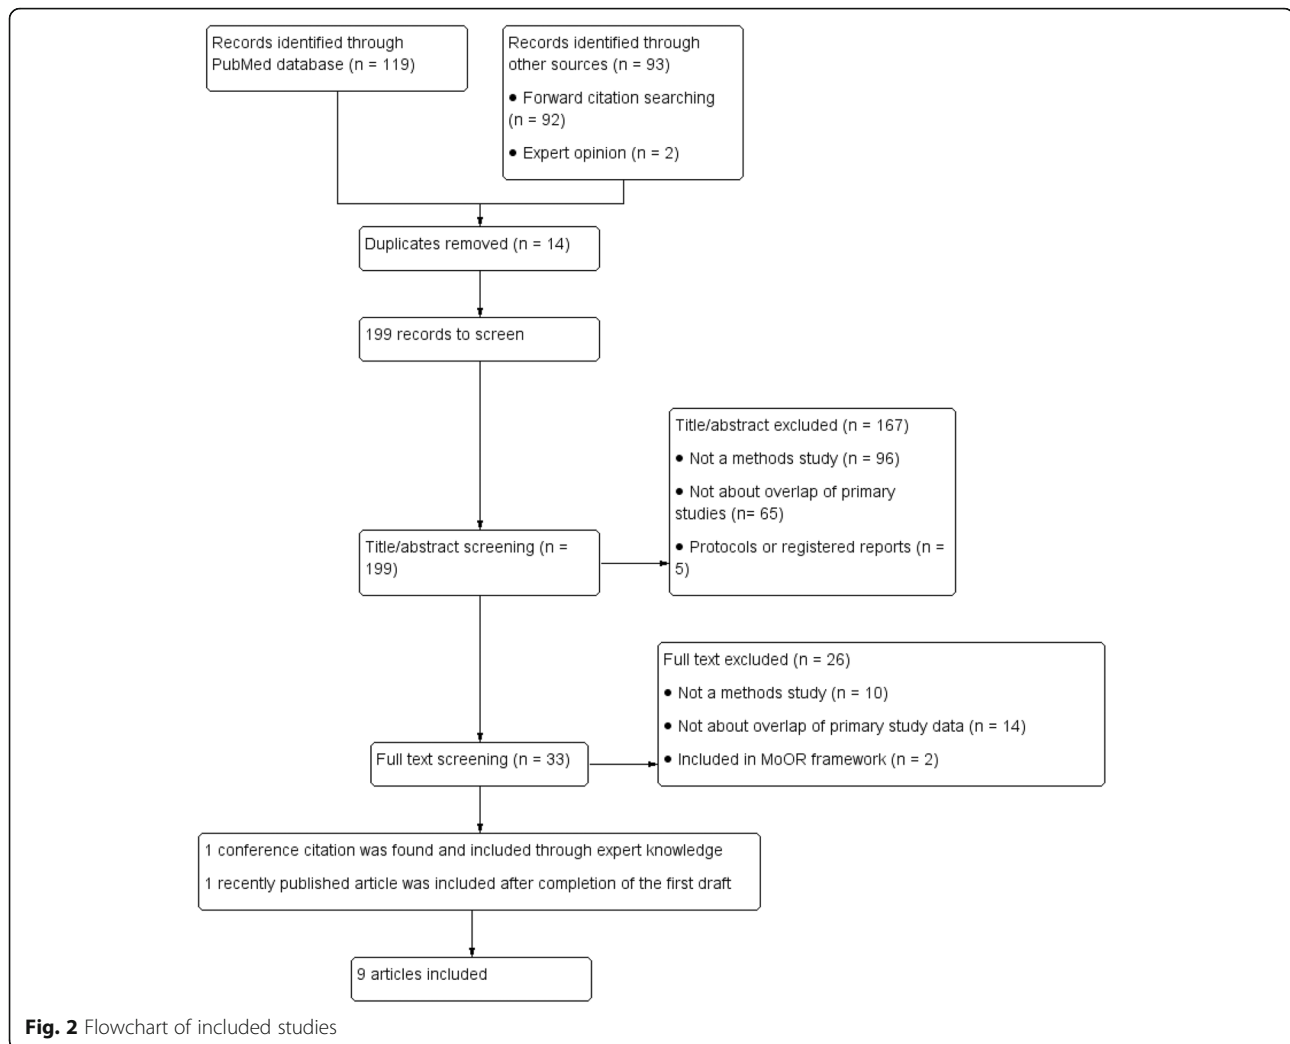 Records identified through
PubMed database (n = 119)
Records identified through
other sources (n = 93)
● Forward citation searching
(n = 92)
● Expert opinion (n = 2)
Duplicates removed (n = 14)
199 records to screen
Title/abstract excluded (n = 167)
● Not a methods study (n = 96)
● Not about overlap of primary
studies (n= 65)
● Protocols or registered reports (n =
5)
Title/abstract screening (n =
199)
Full text excluded (n = 26)
● Not a methods study (n = 10)
● Not about overlap of primary study data (n = 14)
● Included in MoOR framework (n = 2)
Full text screening (n = 33)
1 conference citation was found and included through expert knowledge
1 recently published article was included after completion of the first draft
9 articles included
Fig. 2 Flowchart of included studies